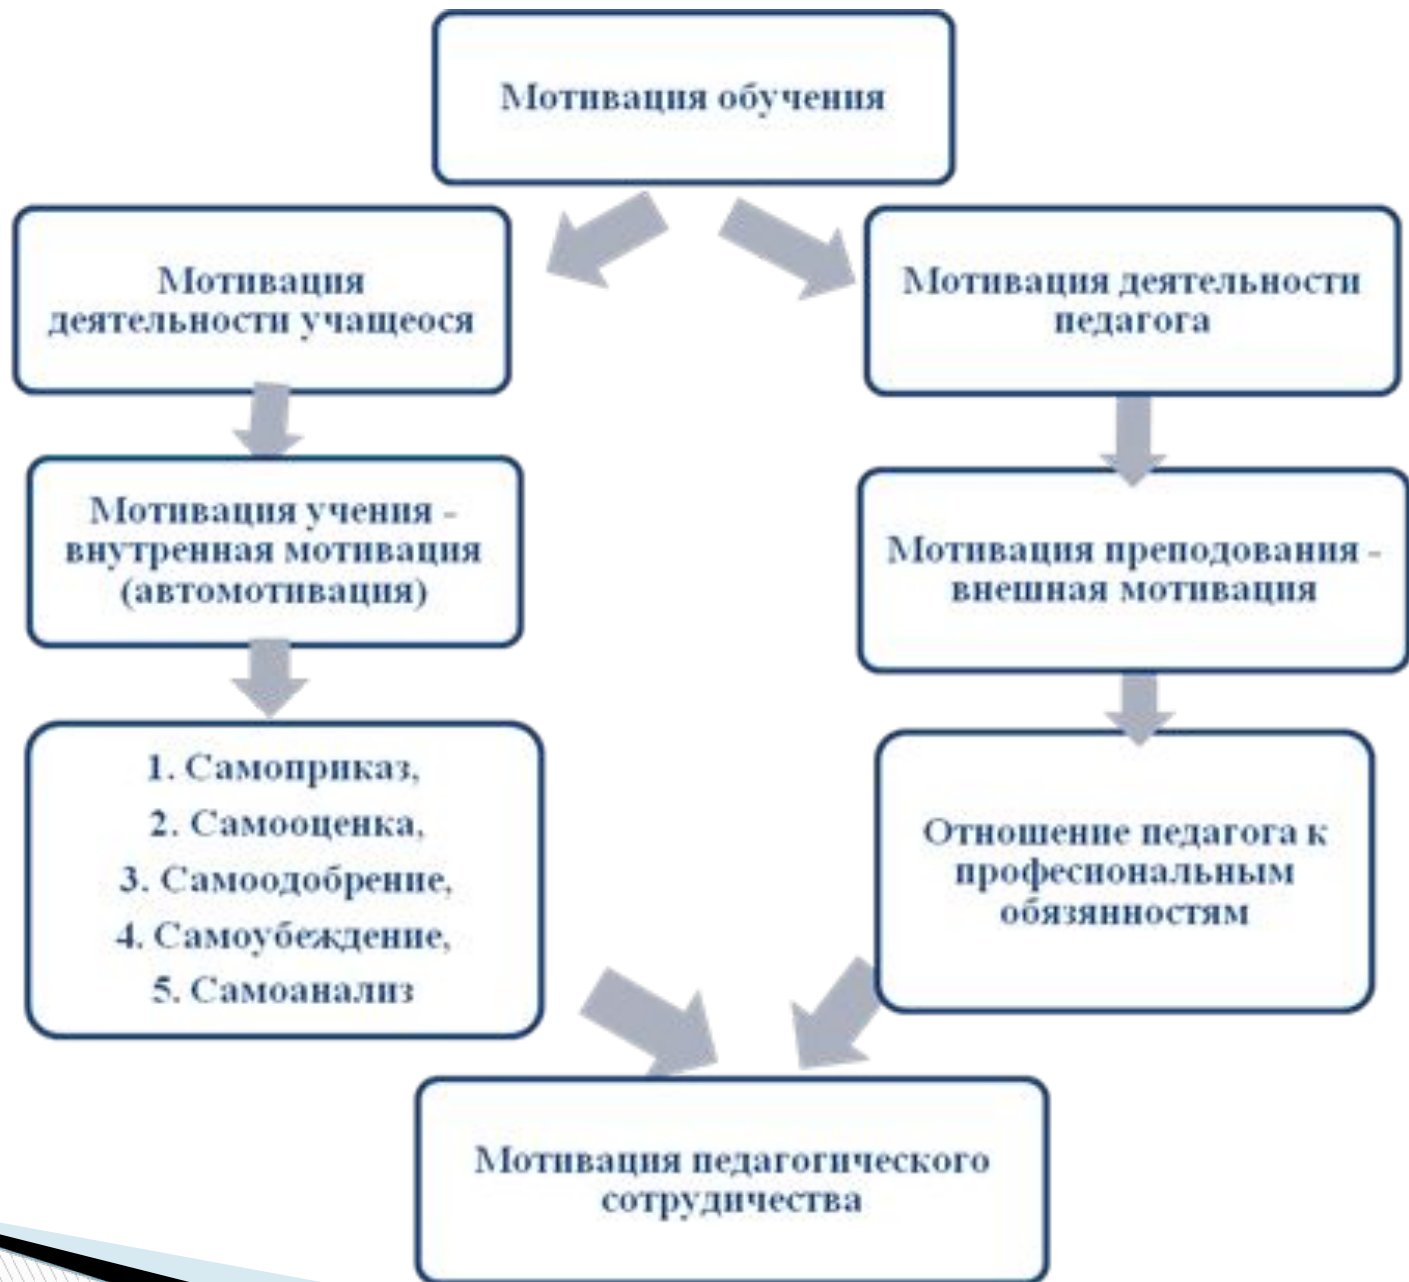 Мотивация обучения
Мотивация
деятельности учащеося
Мотивация деятельности
педагога
Мотивация учения -
внутренная мотивация
(автомотивация)
Мотивация преподования -
внешная мотивация
1. Самоприказ,
2. Самооценка,
3. Самоодобрение,
4. Самоубеждение,
5. Самоанализ
Отношение педагога к
професиональным
обязянностям
Мотивация педагогического
сотрудичества